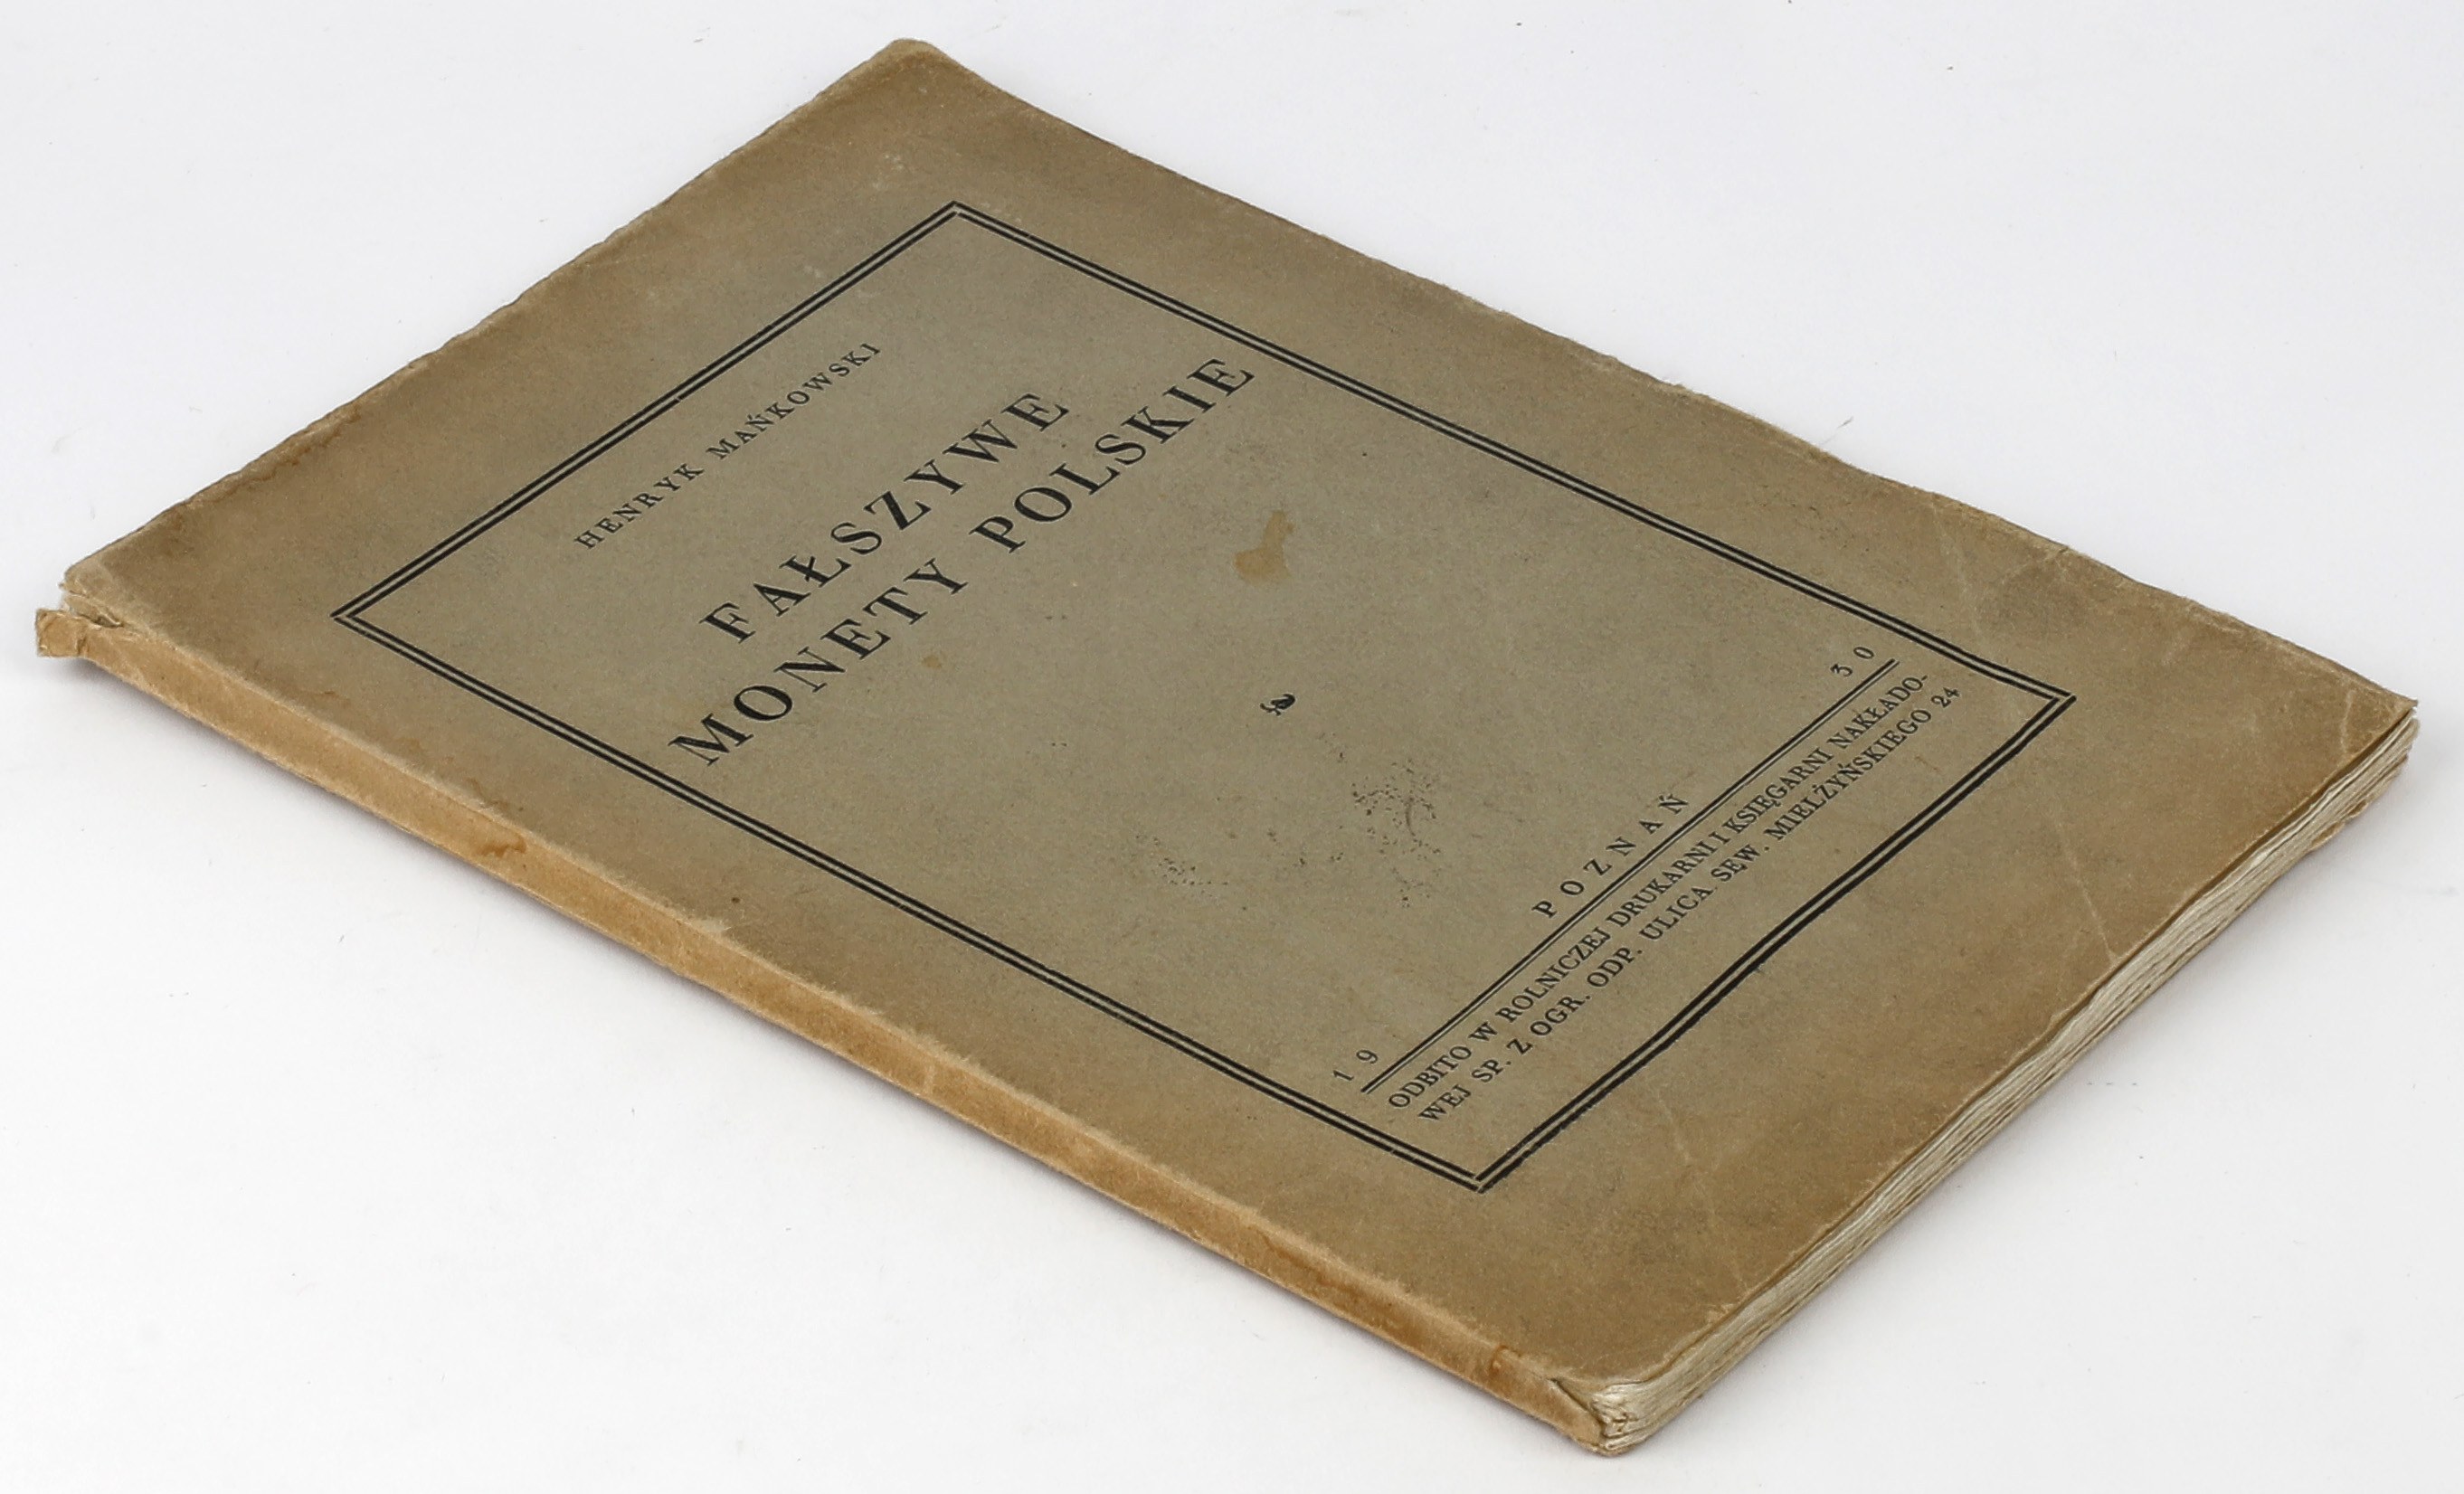 HENRYK MAŃKOWSKI
FAŁSZYWE
MONETY POLSKIE
POZNAŃ
19 30
ODBITO W ROLNICZEJ DRUKARNI I KSIĘGARNI NAKŁADO-
WEJ SP. Z OGR. ODP. ULICA SEW. MIELŻYŃSKIEGO 24